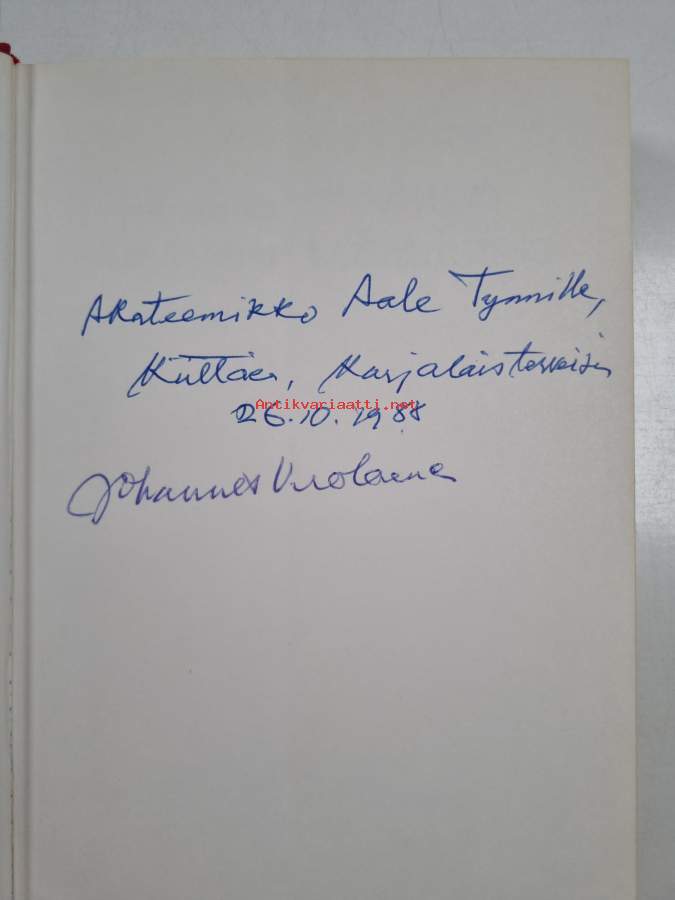 Akateemikko Aale Tynnille,
Kiittäen, Karjalaisterveisin
26.10.1988
Antikvariaatti.net
Johannes Virolainen